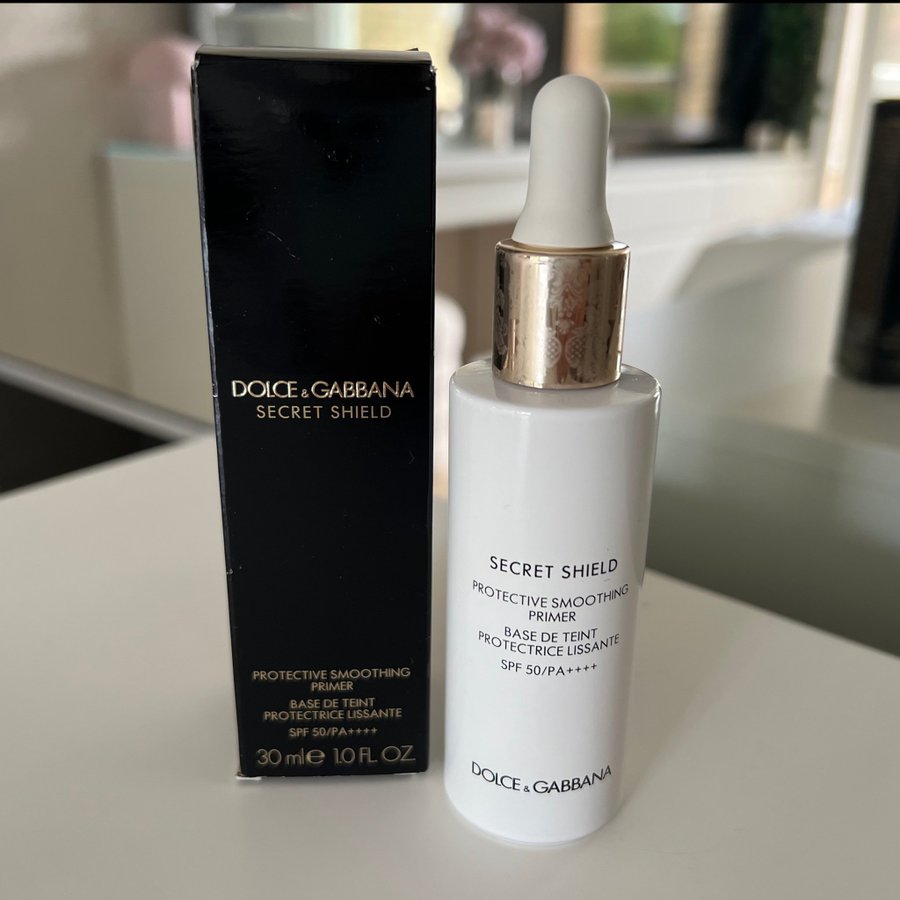 DOLCE & GABBANA
SECRET SHIELD
PROTECTIVE SMOOTHING
PRIMER
BASE DE TEINT
PROTECTRICE LISSANTE
SPF 50/PA++++
30 ml℮ 1.0 FL OZ
SECRET SHIELD
PROTECTIVE SMOOTHING
PRIMER
BASE DE TEINT
PROTECTRICE LISSANTE
SPF 50/PA++++
DOLCE & GABBANA